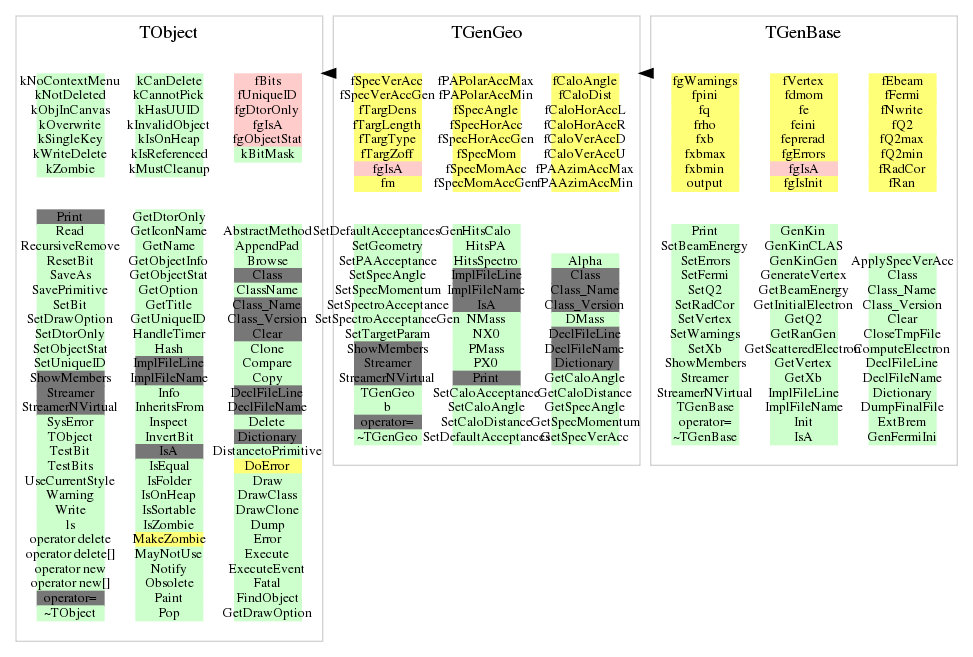 TObject
kNoContextMenu
kNotDeleted
kObjInCanvas
kOverwrite
kSingleKey
kWriteDelete
kZombie
kCanDelete
kCannotPick
kHasUUID
kInvalidObject
kIsOnHeap
kIsReferenced
kMustCleanup
fBits
fUniqueID
fgDtorOnly
fgIsA
fgObjectStat
kBitMask
Print
Read
RecursiveRemove
ResetBit
SaveAs
SavePrimitive
SetBit
SetDrawOption
SetDtorOnly
SetObjectStat
SetUniqueID
ShowMembers
Streamer
StreamerNVirtual
SysError
TObject
TestBit
TestBits
UseCurrentStyle
Warning
Write
ls
operator delete
operator delete[]
operator new
operator new[]
operator=
~TObject
GetDtorOnly
GetIconName
GetName
GetObjectInfo
GetObjectStat
GetOption
GetTitle
GetUniqueID
HandleTimer
Hash
ImplFileLine
ImplFileName
Info
InheritsFrom
Inspect
InvertBit
IsA
IsEqual
IsFolder
IsOnHeap
IsSortable
IsZombie
MakeZombie
MayNotUse
Notify
Obsolete
Paint
Pop
AbstractMethod
AppendPad
Browse
Class
ClassName
Class_Name
Class_Version
Clear
Clone
Compare
Copy
DeclFileLine
DeclFileName
Delete
Dictionary
DistancetoPrimitive
DoError
Draw
DrawClass
DrawClone
Dump
Error
Execute
ExecuteEvent
Fatal
FindObject
GetDrawOption
TGenGeo
fSpecVerAcc
fSpecVerAccGen
fTargDens
fTargLength
fTargType
fTargZoff
fgIsA
fm
fPAPolarAccMax
fPAPolarAccMin
fSpecAngle
fSpecHorAcc
fSpecHorAccGen
fSpecMom
fSpecMomAcc
fSpecMomAccGen
fCaloAngle
fCaloDist
fCaloHorAccL
fCaloHorAccR
fCaloVerAccD
fCaloVerAccU
fPAAzimAccMax
fPAAzimAccMin
SetDefaultAcceptancesGen
SetGeometry
SetPAAcceptance
SetSpecAngle
SetSpecMomentum
SetSpectroAcceptance
SetSpectroAcceptanceGen
SetTargetParam
ShowMembers
Streamer
StreamerNVirtual
TGenGeo
b
operator=
~TGenGeo
HitsCalo
HitsPA
HitsSpectro
ImplFileLine
ImplFileName
IsA
NMass
NX0
PMass
PX0
Print
SetCaloAcceptance
SetCaloAngle
SetCaloDistance
SetDefaultAcceptances
Alpha
Class
Class_Name
Class_Version
DMass
DeclFileLine
DeclFileName
Dictionary
GetCaloAngle
GetCaloDistance
GetSpecAngle
GetSpecMomentum
GetSpecVerAcc
TGenBase
fgWarnings
fpini
fq
frho
fxb
fxbmax
fxbmin
output
fVertex
fdmom
fe
feini
feprerad
fgErrors
fgIsA
fgIsInit
fEbeam
fFermi
fNwrite
fQ2
fQ2max
fQ2min
fRadCor
fRan
Print
SetBeamEnergy
SetErrors
SetFermi
SetQ2
SetRadCor
SetVertex
SetWarnings
SetXb
ShowMembers
Streamer
StreamerNVirtual
TGenBase
operator=
~TGenBase
GenKin
GenKinCLAS
GenKinGen
GenerateVertex
GetBeamEnergy
GetInitialElectron
GetQ2
GetRanGen
GetScatteredElectron
GetVertex
GetXb
ImplFileLine
ImplFileName
Init
IsA
ApplySpecVerAcc
Class
Class_Name
Class_Version
Clear
CloseTmpFile
ComputeElectron
DeclFileLine
DeclFileName
Dictionary
DumpFinalFile
ExtBrem
GenFermiIni